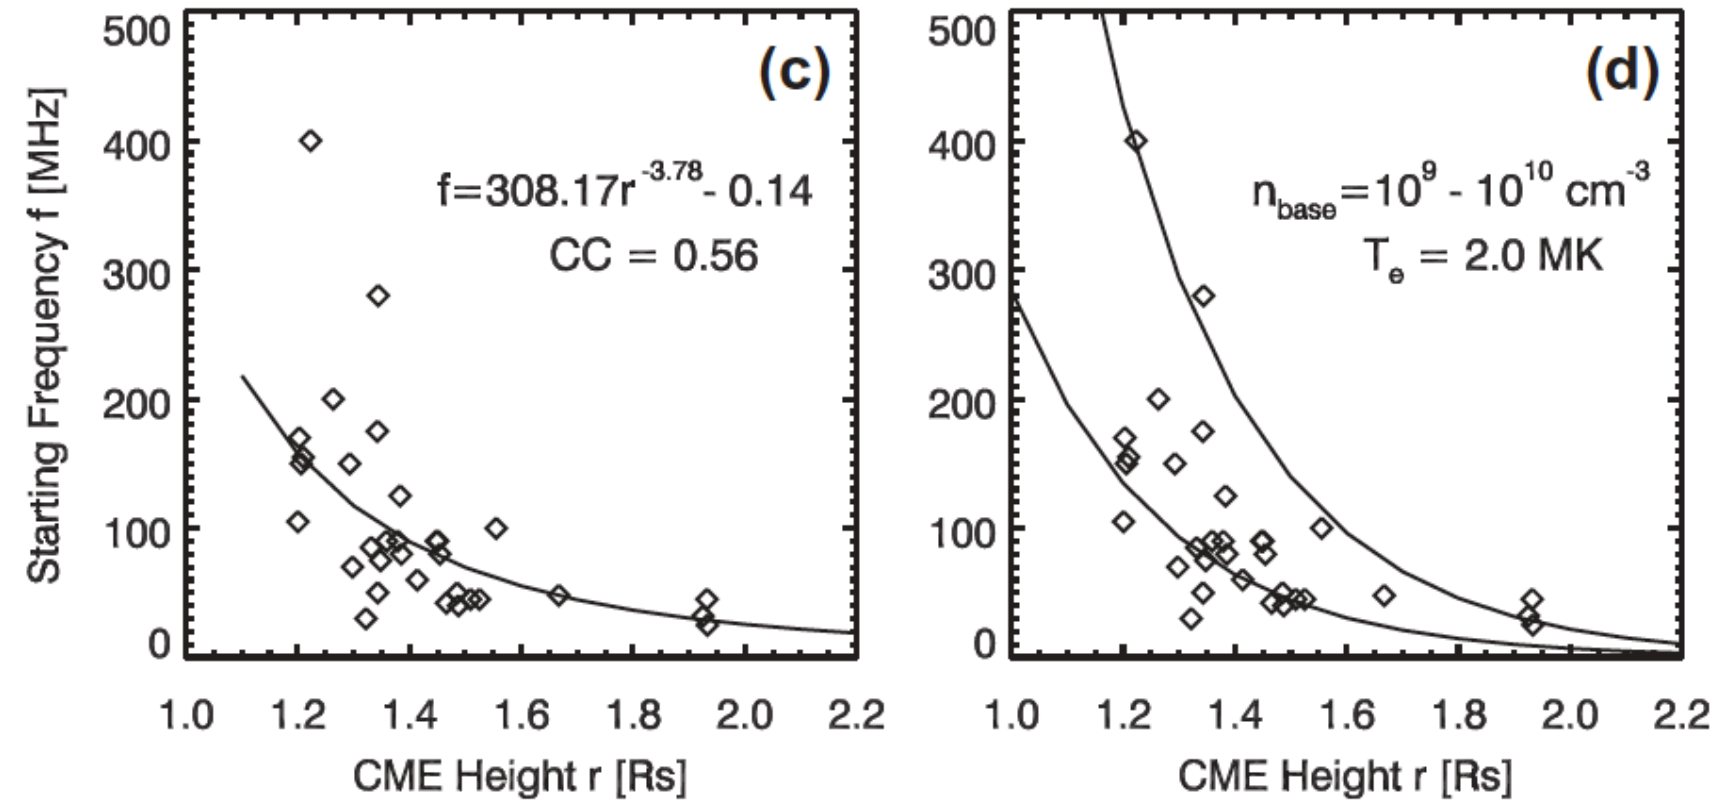 (c)
f=308.17r^-3.78 - 0.14
CC = 0.56
500
400
300
200
100
0
1.0 1.2 1.4 1.6 1.8 2.0 2.2
Starting Frequency f [MHz]
CME Height r [Rs]
(d)
n_base=10^9 - 10^10 cm^-3
T_e = 2.0 MK
500
400
300
200
100
0
1.0 1.2 1.4 1.6 1.8 2.0 2.2
CME Height r [Rs]